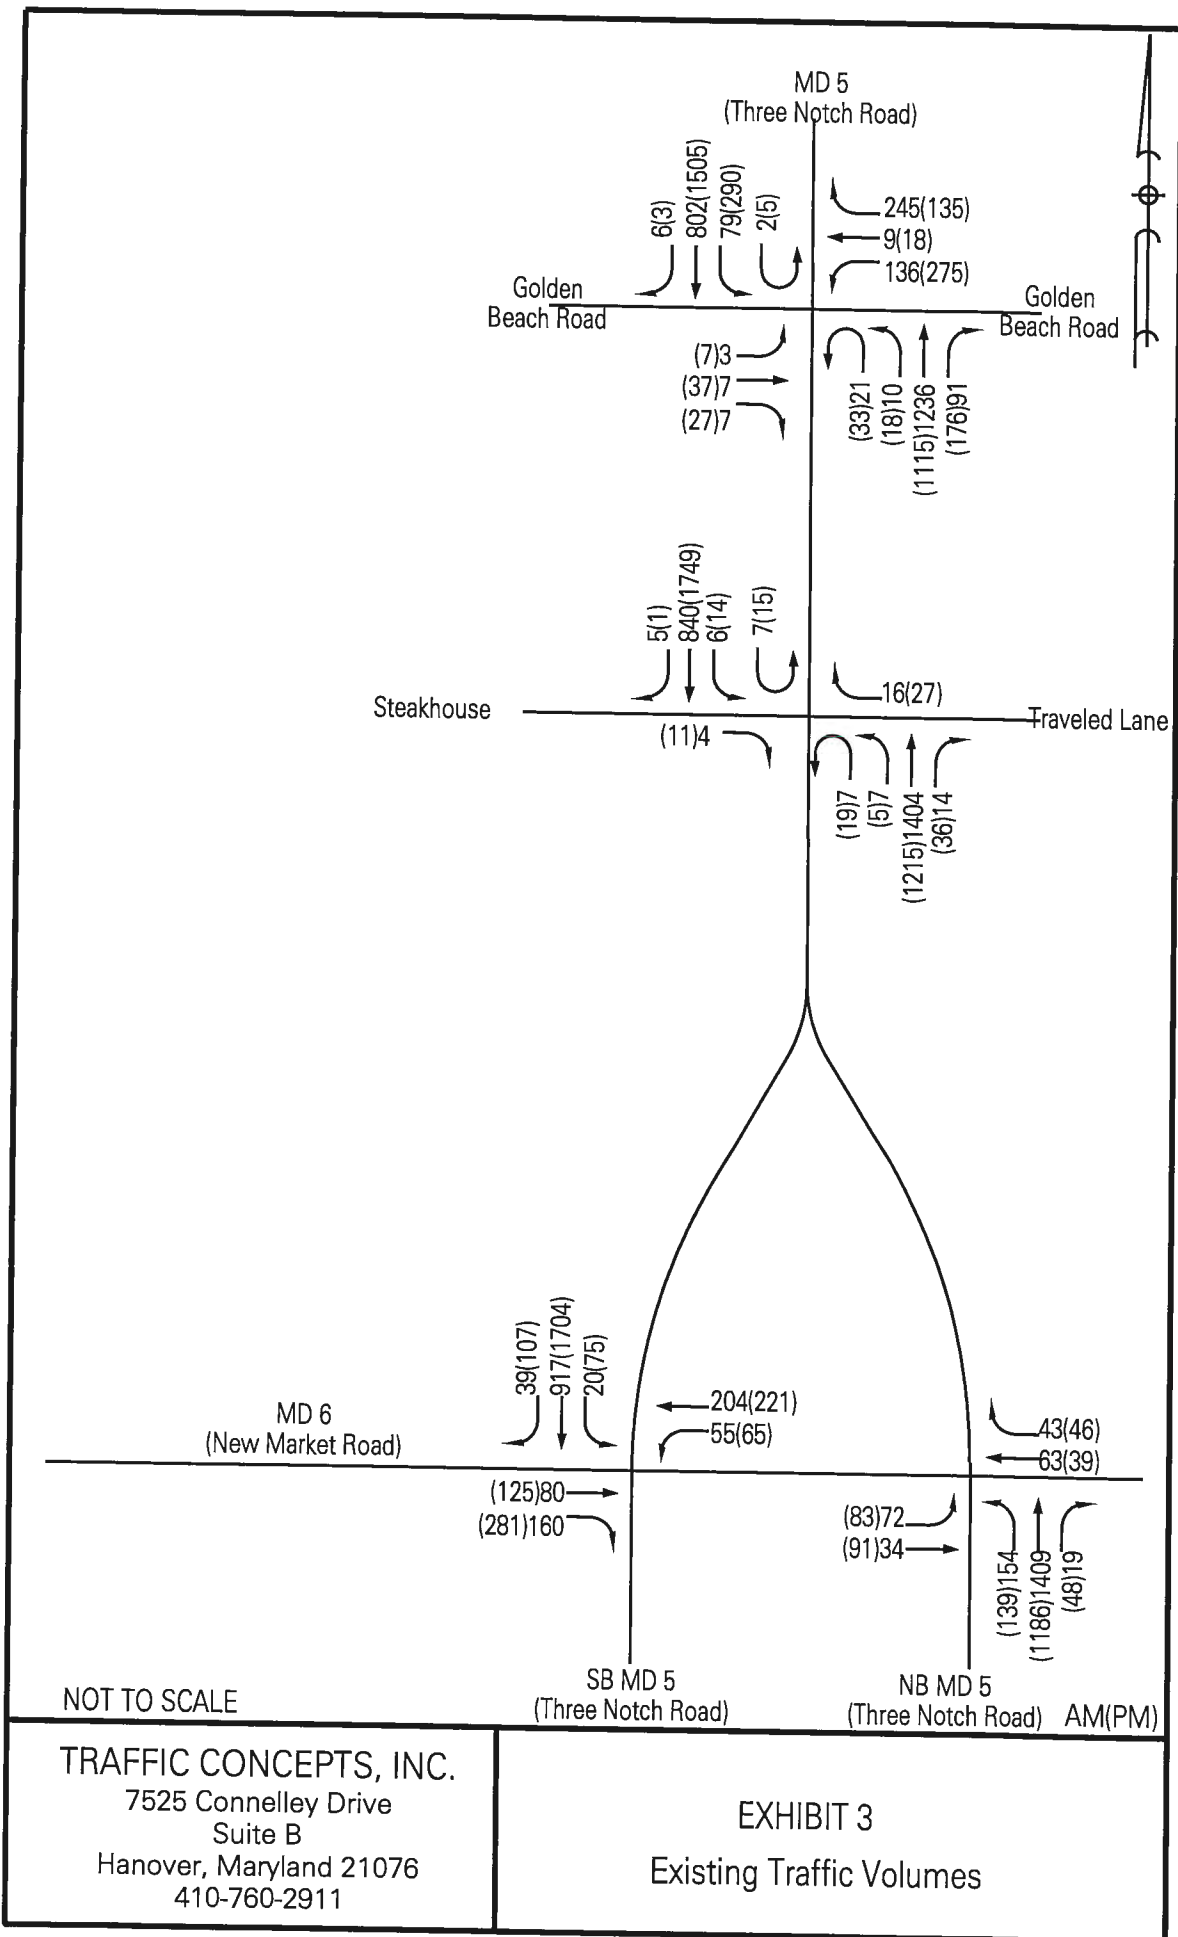 MD 5
(Three Notch Road)
6(3)
802(1505)
79(290)
2(5)
245(135)
9(18)
136(275)
Golden
Beach Road
Golden
Beach Road
(7)3
(37)7
(27)7
(33)21
(18)10
(1115)1236
(176)91
5(1)
840(1749)
6(14)
7(15)
16(27)
Steakhouse
Traveled Lane
(11)4
(19)7
(5)7
(1215)1404
(36)14
39(107)
917(1704)
20(75)
204(221)
55(65)
MD 6
(New Market Road)
43(46)
63(39)
(125)80
(281)160
(83)72
(91)34
(139)154
(1186)1409
(48)19
SB MD 5
(Three Notch Road)
NB MD 5
(Three Notch Road)
AM(PM)
NOT TO SCALE
TRAFFIC CONCEPTS, INC.
7525 Connelley Drive
Suite B
Hanover, Maryland 21076
410-760-2911
EXHIBIT 3
Existing Traffic Volumes